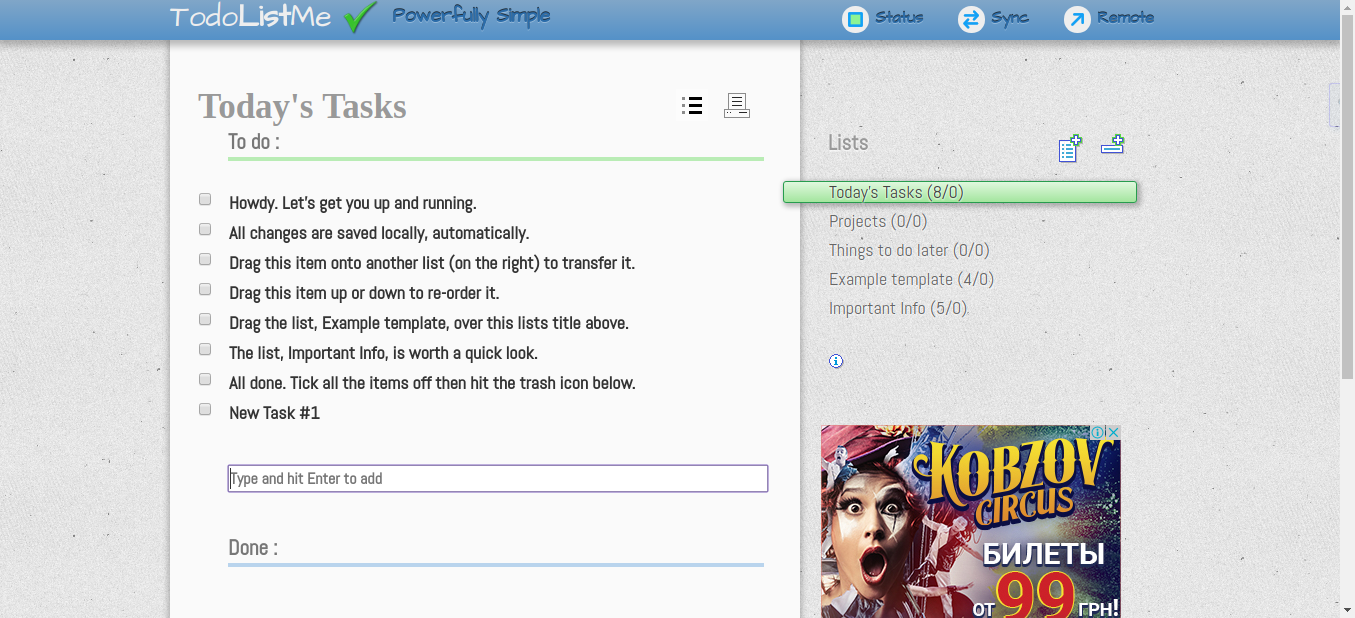 TodoListMe Powerfully Simple Status Sync Remote
Today's Tasks
To do :
Howdy. Let's get you up and running.
All changes are saved locally, automatically.
Drag this item onto another list (on the right) to transfer it.
Drag this item up or down to re-order it.
Drag the list, Example template, over this lists title above.
The list, Important Info, is worth a quick look.
All done. Tick all the items off then hit the trash icon below.
New Task #1
Type and hit Enter to add
Done :
Lists
Today's Tasks (8/0)
Projects (0/0)
Things to do later (0/0)
Example template (4/0)
Important Info (5/0)
KOBZOV
CIRCUS
БИЛЕТЫ
ОТ 99 ГРН!